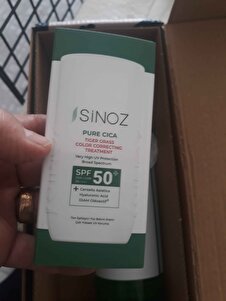 SiNOZ
PURE CICA
TIGER GRASS
COLOR CORRECTING
TREATMENT
Very High UV Protection
Broad Spectrum
SPF 50+
+ Centella Asiatica
Hyaluronic Acid